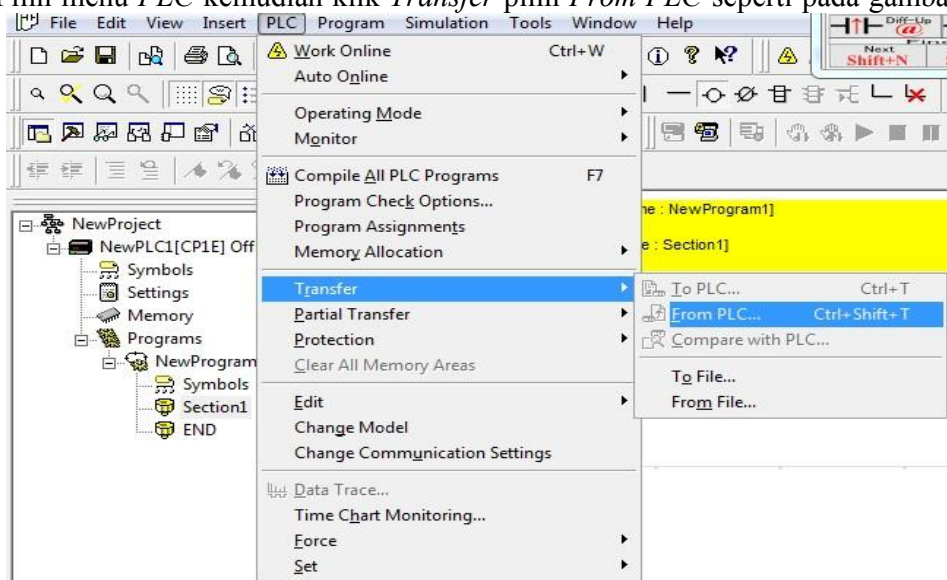 menu PLC kemudian klik Transfer pilih From PLC seperti pada
File Edit View Insert PLC Program Simulation Tools Window Help
Diff-Up
Next
Shift+N
Work Online Ctrl+W
Auto Online
Operating Mode
Monitor
Compile All PLC Programs F7
Program Check Options...
Program Assignments
Memory Allocation
Transfer
Partial Transfer
Protection
Clear All Memory Areas
Edit
Change Model
Change Communication Settings
Data Trace...
Time Chart Monitoring...
Force
Set
To PLC... Ctrl+T
From PLC... Ctrl+Shift+T
Compare with PLC...
To File...
From File...
NewProject
NewPLC1[CP1E] Off
Symbols
Settings
Memory
Programs
NewProgram
Symbols
Section1
END
: NewProgram1]
: Section1]